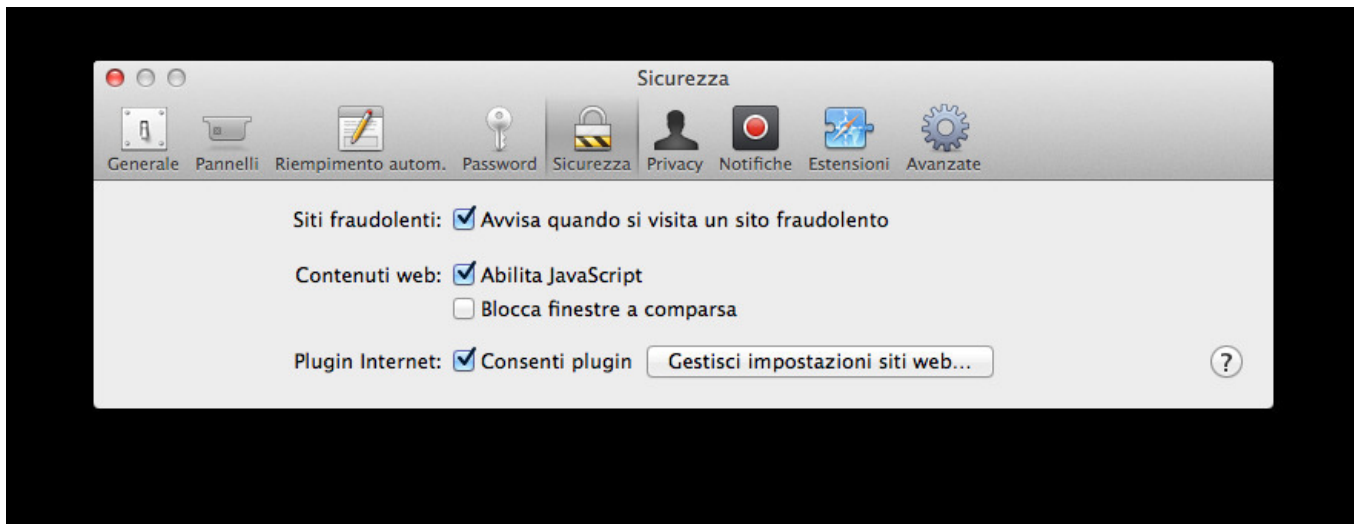 Sicurezza
Generale Pannelli Riempimento autom. Password Sicurezza Privacy Notifiche Estensioni Avanzate
Siti fraudolenti: Avvisa quando si visita un sito fraudolento
Contenuti web: Abilita JavaScript
Blocca finestre a comparsa
Plugin Internet: Consenti plugin Gestisci impostazioni siti web... ?